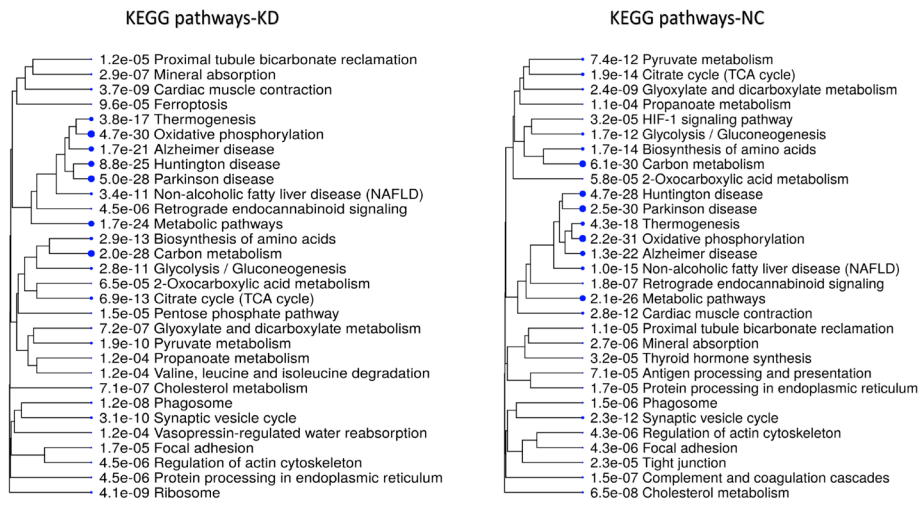 KEGG pathways-KD
1.2e-05 Proximal tubule bicarbonate reclamation
2.9e-07 Mineral absorption
3.7e-09 Cardiac muscle contraction
9.6e-05 Ferroptosis
3.8e-17 Thermogenesis
4.7e-30 Oxidative phosphorylation
1.7e-21 Alzheimer disease
8.8e-25 Huntington disease
5.0e-28 Parkinson disease
3.4e-11 Non-alcoholic fatty liver disease (NAFLD)
4.5e-06 Retrograde endocannabinoid signaling
1.7e-24 Metabolic pathways
2.9e-13 Biosynthesis of amino acids
2.0e-28 Carbon metabolism
2.8e-11 Glycolysis / Gluconeogenesis
6.5e-05 2-Oxocarboxylic acid metabolism
6.9e-13 Citrate cycle (TCA cycle)
1.5e-05 Pentose phosphate pathway
7.2e-07 Glyoxylate and dicarboxylate metabolism
1.9e-10 Pyruvate metabolism
1.2e-04 Propanoate metabolism
1.2e-04 Valine, leucine and isoleucine degradation
7.1e-07 Cholesterol metabolism
1.2e-08 Phagosome
3.1e-10 Synaptic vesicle cycle
1.2e-04 Vasopressin-regulated water reabsorption
1.7e-05 Focal adhesion
4.5e-06 Regulation of actin cytoskeleton
4.5e-06 Protein processing in endoplasmic reticulum
4.1e-09 Ribosome
KEGG pathways-NC
7.4e-12 Pyruvate metabolism
1.9e-14 Citrate cycle (TCA cycle)
2.4e-09 Glyoxylate and dicarboxylate metabolism
1.1e-04 Propanoate metabolism
3.2e-05 HIF-1 signaling pathway
1.7e-12 Glycolysis / Gluconeogenesis
1.7e-14 Biosynthesis of amino acids
6.1e-30 Carbon metabolism
5.8e-05 2-Oxocarboxylic acid metabolism
4.7e-28 Huntington disease
2.5e-30 Parkinson disease
4.3e-18 Thermogenesis
2.2e-31 Oxidative phosphorylation
1.3e-22 Alzheimer disease
1.0e-15 Non-alcoholic fatty liver disease (NAFLD)
1.8e-07 Retrograde endocannabinoid signaling
2.1e-26 Metabolic pathways
2.8e-12 Cardiac muscle contraction
1.1e-05 Proximal tubule bicarbonate reclamation
2.7e-06 Mineral absorption
3.2e-05 Thyroid hormone synthesis
7.1e-05 Antigen processing and presentation
1.7e-05 Protein processing in endoplasmic reticulum
1.5e-06 Phagosome
2.3e-12 Synaptic vesicle cycle
4.3e-06 Regulation of actin cytoskeleton
4.3e-06 Focal adhesion
2.3e-05 Tight junction
1.5e-07 Complement and coagulation cascades
6.5e-08 Cholesterol metabolism